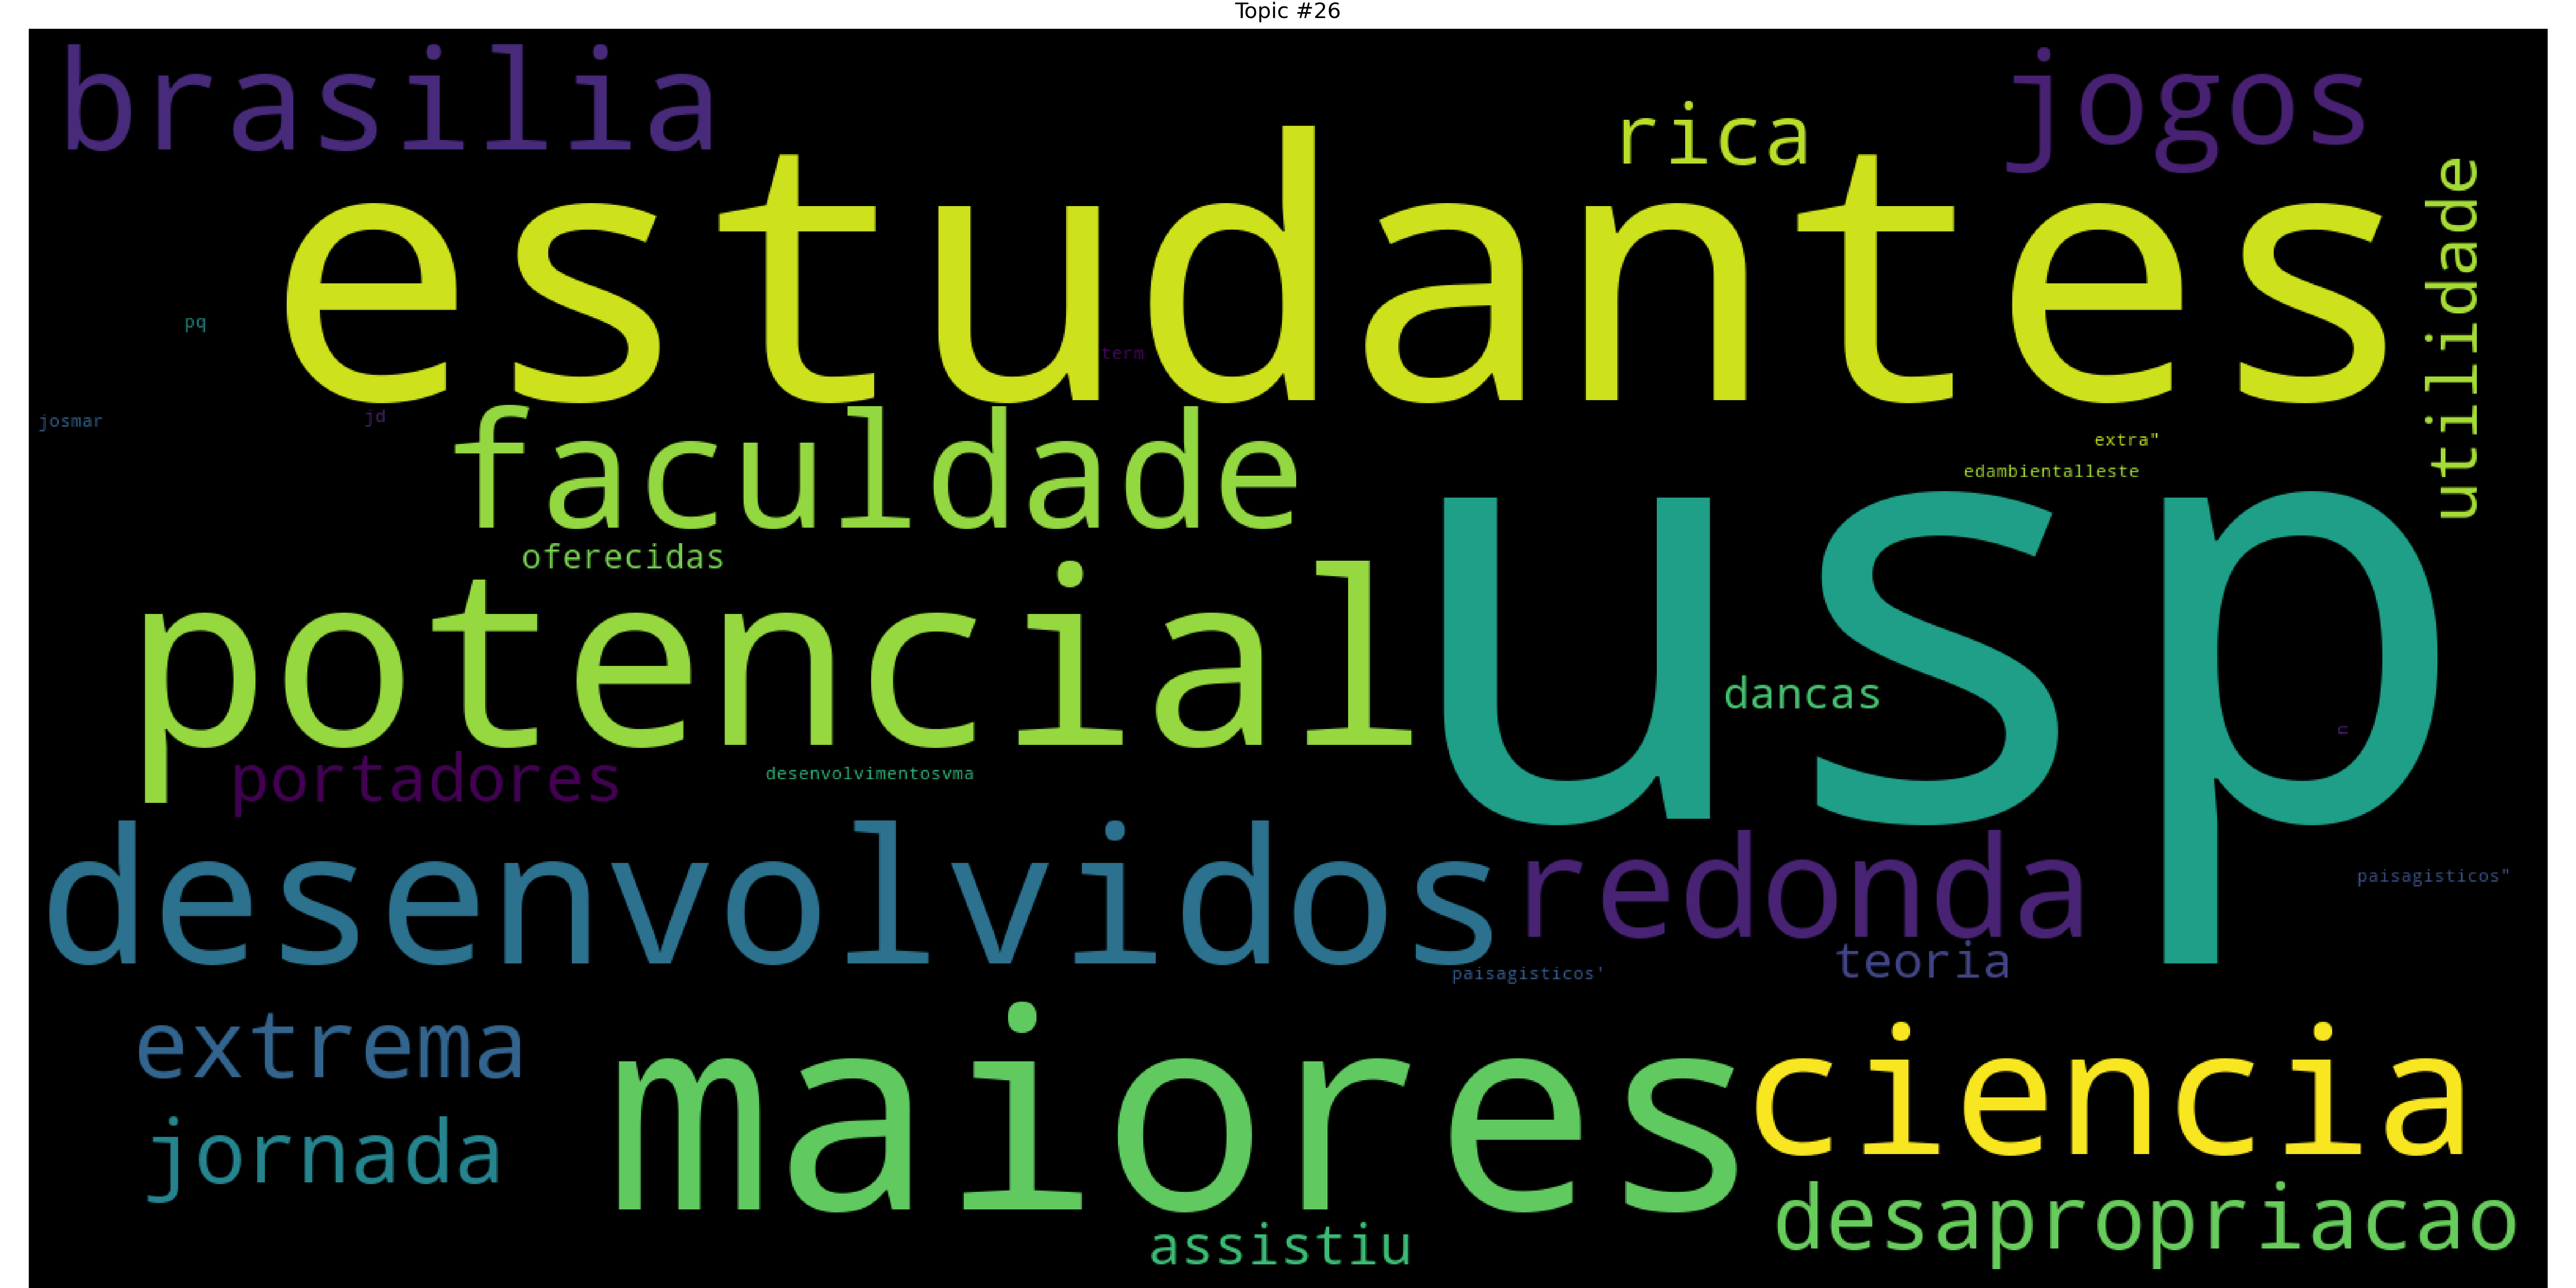 Topic #26
brasilia
jogos
rica
estudantes
utilidade
pq
term
josmar
jd
extra"
edambientalleste
faculdade
oferecidas
usp
potencial
dancas
u
portadores
desenvolvimentosvma
desenvolvidos
redonda
paisagisticos"
teoria
paisagisticos'
extrema
maiores
ciencia
jornada
desapropriacao
assistiu